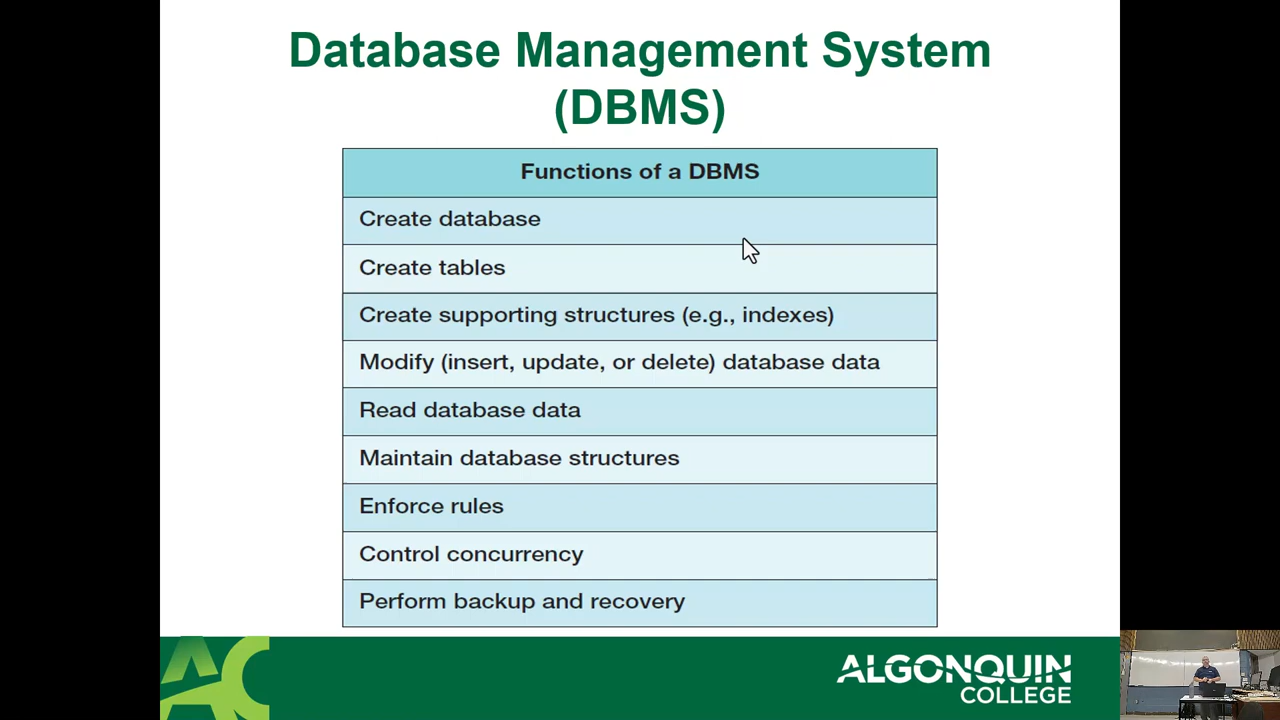 Database Management System
(DBMS)
Functions of a DBMS
Create database
Create tables
Create supporting structures (e.g., indexes)
Modify (insert, update, or delete) database data
Read database data
Maintain database structures
Enforce rules
Control concurrency
Perform backup and recovery
AC
ALGONQUIN
COLLEGE